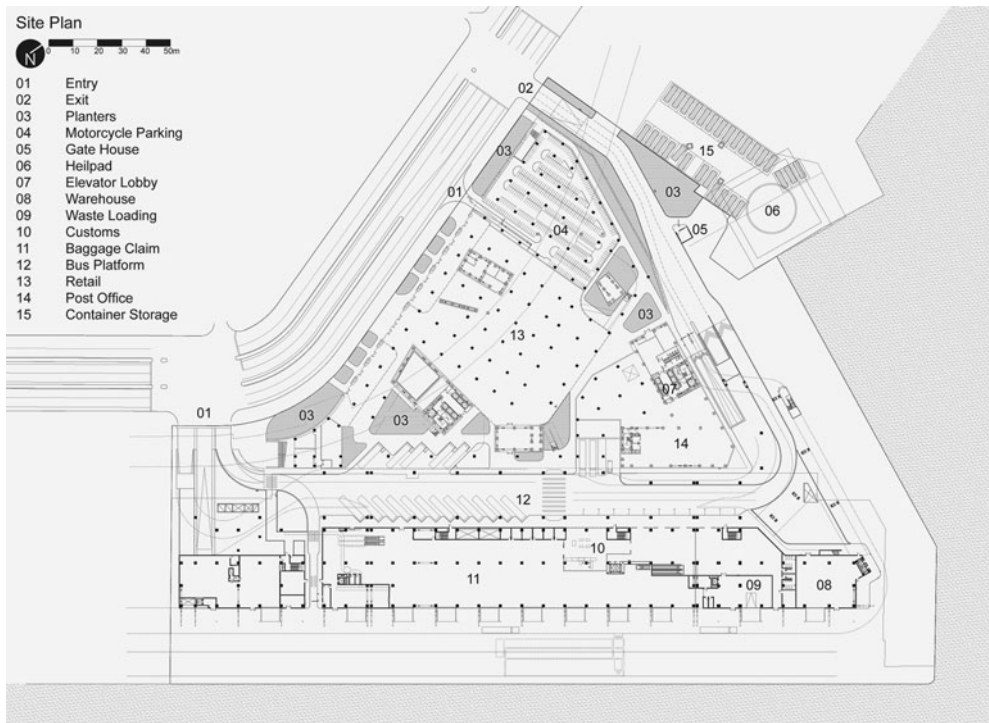 Site Plan
N
0 10 20 30 40 50m
01 Entry
02 Exit
03 Planters
04 Motorcycle Parking
05 Gate House
06 Heilpad
07 Elevator Lobby
08 Warehouse
09 Waste Loading
10 Customs
11 Baggage Claim
12 Bus Platform
13 Retail
14 Post Office
15 Container Storage
02
03
15
01
03
06
04
05
03
13
07
01
03
03
14
12
10
11
09
08